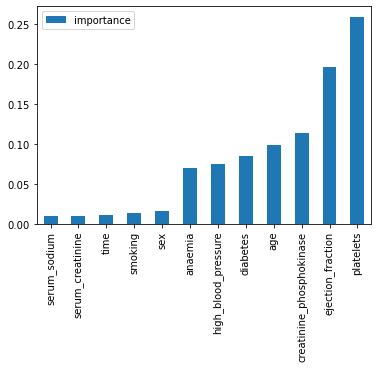 importance
0.25
0.20
0.15
0.10
0.05
0.00
serum_sodium
serum_creatinine
time
smoking
sex
anaemia
high_blood_pressure
diabetes
age
creatinine_phosphokinase
ejection_fraction
platelets